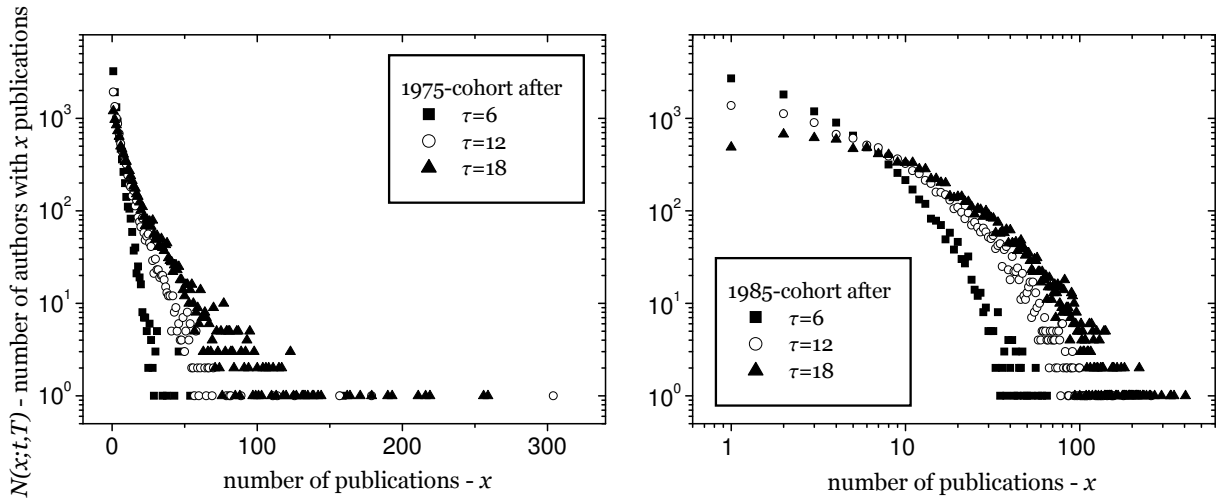 N(x;t,T) - number of authors with x publications
10³
10²
10¹
10⁰
0
100
200
300
number of publications - x
1975-cohort after
τ=6
τ=12
τ=18
10³
10²
10¹
10⁰
1
10
100
number of publications - x
1985-cohort after
τ=6
τ=12
τ=18